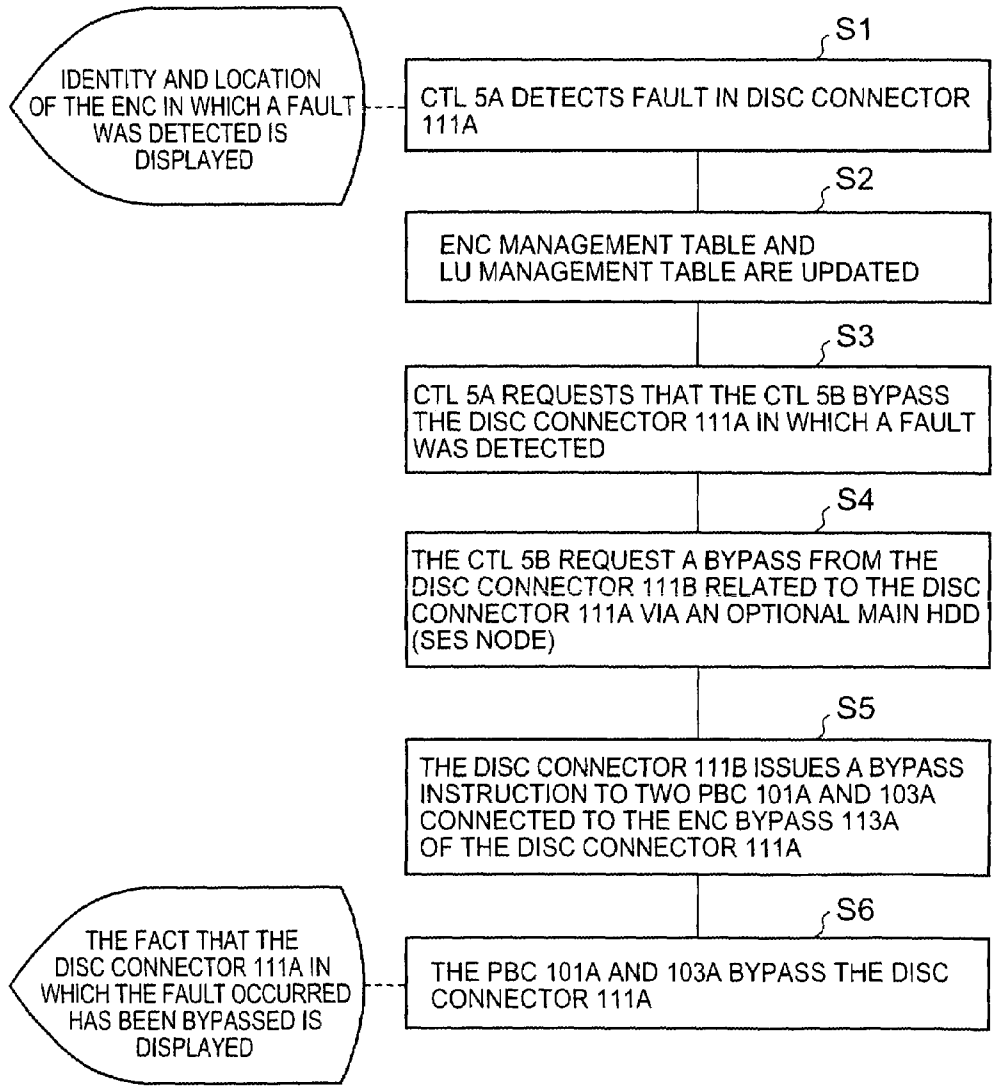 S1
IDENTITY AND LOCATION
OF THE ENC IN WHICH A FAULT
WAS DETECTED IS
DISPLAYED
CTL 5A DETECTS FAULT IN DISC CONNECTOR
111A
S2
ENC MANAGEMENT TABLE AND
LU MANAGEMENT TABLE ARE UPDATED
S3
CTL 5A REQUESTS THAT THE CTL 5B BYPASS
THE DISC CONNECTOR 111A IN WHICH A FAULT
WAS DETECTED
S4
THE CTL 5B REQUEST A BYPASS FROM THE
DISC CONNECTOR 111B RELATED TO THE DISC
CONNECTOR 111A VIA AN OPTIONAL MAIN HDD
(SES NODE)
S5
THE DISC CONNECTOR 111B ISSUES A BYPASS
INSTRUCTION TO TWO PBC 101A AND 103A
CONNECTED TO THE ENC BYPASS 113A
OF THE DISC CONNECTOR 111A
S6
THE PBC 101A AND 103A BYPASS THE DISC
CONNECTOR 111A
THE FACT THAT THE
DISC CONNECTOR 111A IN
WHICH THE FAULT OCCURRED
HAS BEEN BYPASSED IS
DISPLAYED